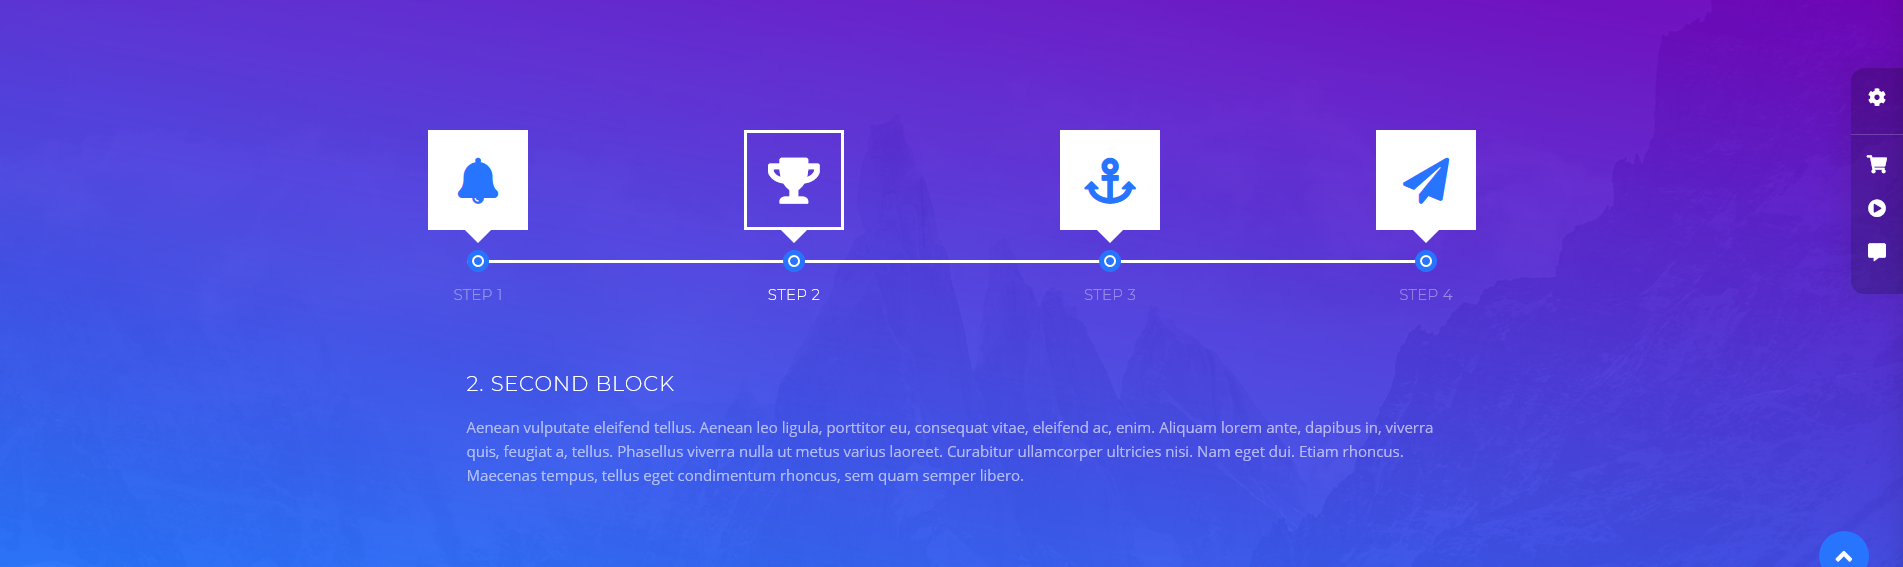 STEP 1
STEP 2
STEP 3
STEP 4
2. SECOND BLOCK
Aenean vulputate eleifend tellus. Aenean leo ligula, porttitor eu, consequat vitae, eleifend ac, enim. Aliquam lorem ante, dapibus in, viverra
quis, feugiat a, tellus. Phasellus viverra nulla ut metus varius laoreet. Curabitur ullamcorper ultricies nisi. Nam eget dui. Etiam rhoncus.
Maecenas tempus, tellus eget condimentum rhoncus, sem quam semper libero.